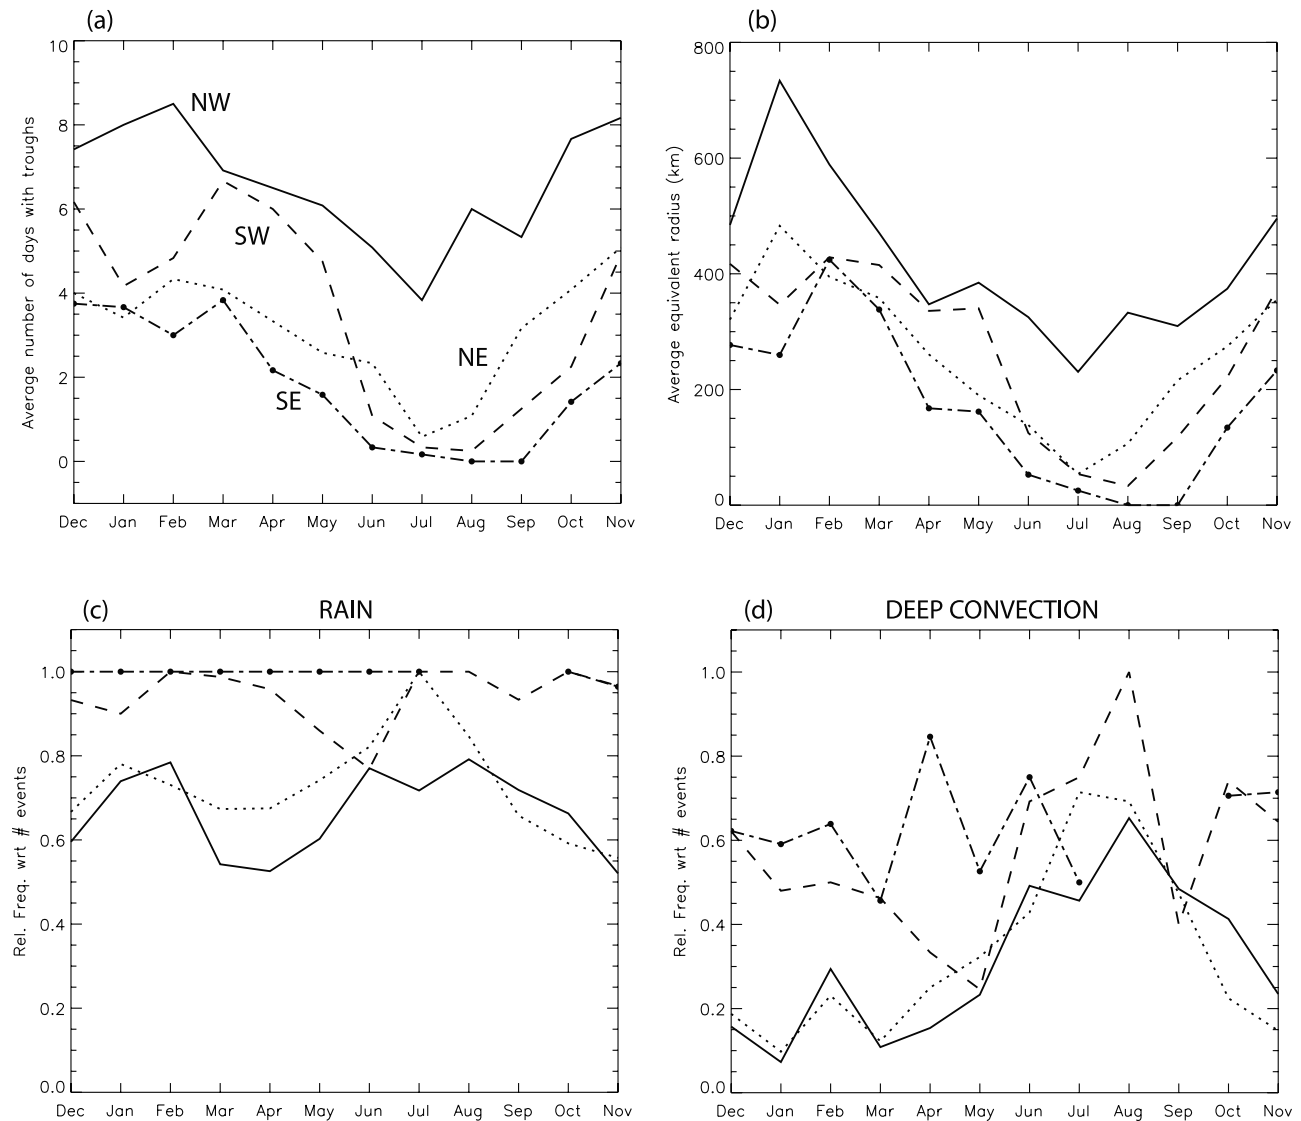 (a)
Average number of days with troughs
10
8
6
4
2
0
NW
SW
NE
SE
Dec Jan Feb Mar Apr May Jun Jul Aug Sep Oct Nov
(b)
Average equivalent radius (km)
800
600
400
200
0
Dec Jan Feb Mar Apr May Jun Jul Aug Sep Oct Nov
(c) RAIN
Rel. Freq. wrt # events
1.0
0.8
0.6
0.4
0.2
0.0
Dec Jan Feb Mar Apr May Jun Jul Aug Sep Oct Nov
(d) DEEP CONVECTION
Rel. Freq. wrt # events
1.0
0.8
0.6
0.4
0.2
0.0
Dec Jan Feb Mar Apr May Jun Jul Aug Sep Oct Nov